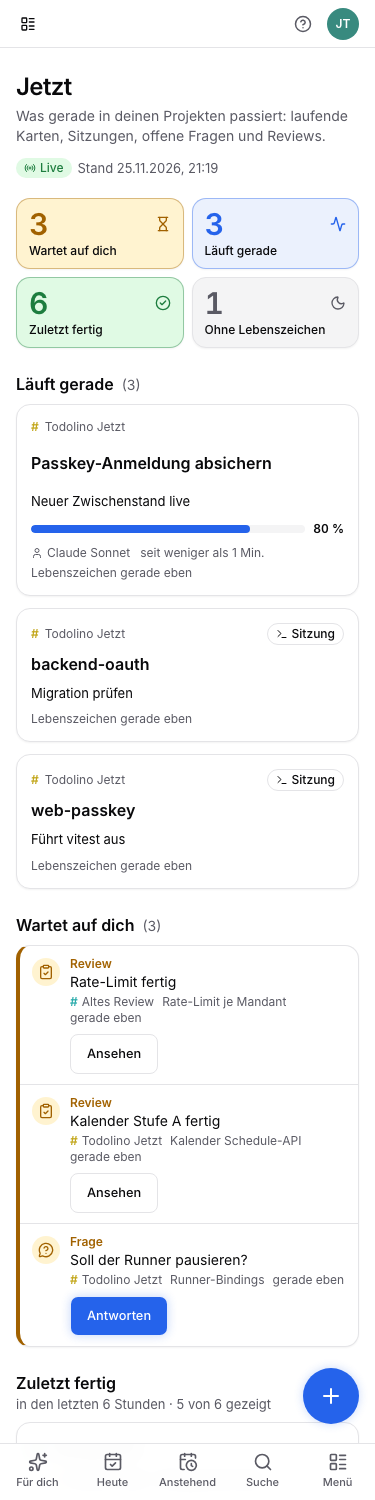 JT
Jetzt
Was gerade in deinen Projekten passiert: laufende
Karten, Sitzungen, offene Fragen und Reviews.
Live Stand 25.11.2026, 21:19
3
Wartet auf dich
3
Läuft gerade
6
Zuletzt fertig
1
Ohne Lebenszeichen
Läuft gerade (3)
# Todolino Jetzt
Passkey-Anmeldung absichern
Neuer Zwischenstand live
80 %
Claude Sonnet seit weniger als 1 Min.
Lebenszeichen gerade eben
# Todolino Jetzt Sitzung
backend-oauth
Migration prüfen
Lebenszeichen gerade eben
# Todolino Jetzt Sitzung
web-passkey
Führt vitest aus
Lebenszeichen gerade eben
Wartet auf dich (3)
Review
Rate-Limit fertig
# Altes Review Rate-Limit je Mandant
gerade eben
Ansehen
Review
Kalender Stufe A fertig
# Todolino Jetzt Kalender Schedule-API
gerade eben
Ansehen
Frage
Soll der Runner pausieren?
# Todolino Jetzt Runner-Bindings gerade eben
Antworten
Zuletzt fertig
in den letzten 6 Stunden · 5 von 6 gezeigt
Für dich Heute Anstehend Suche Menü